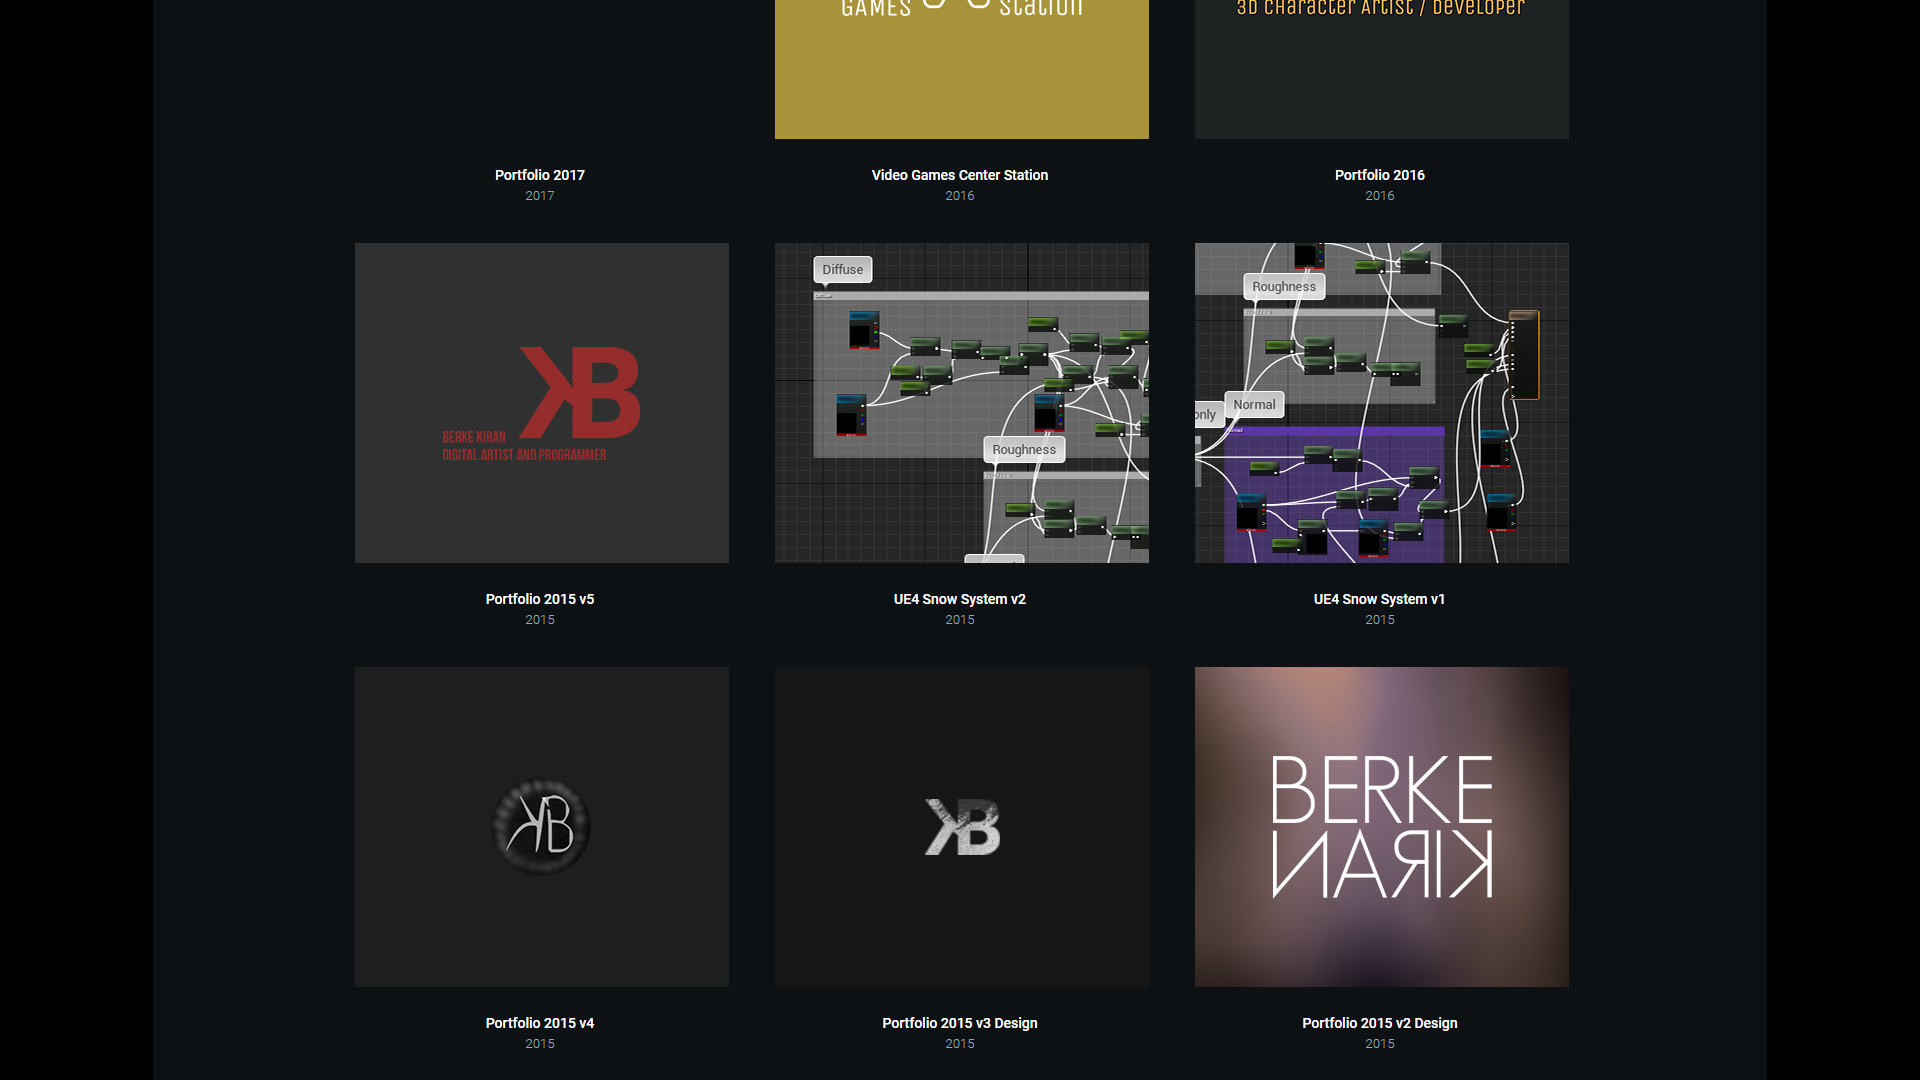 GAMES Station
3D Character Artist / Developer
Portfolio 2017
2017
Video Games Center Station
2016
Portfolio 2016
2016
BERKE KIRAN
DIGITAL ARTIST AND PROGRAMMER
KB
Diffuse
Roughness
Roughness
only
Normal
Normal
Portfolio 2015 v5
2015
UE4 Snow System v2
2015
UE4 Snow System v1
2015
KB
KB
BERKE
KIRAN
Portfolio 2015 v4
2015
Portfolio 2015 v3 Design
2015
Portfolio 2015 v2 Design
2015